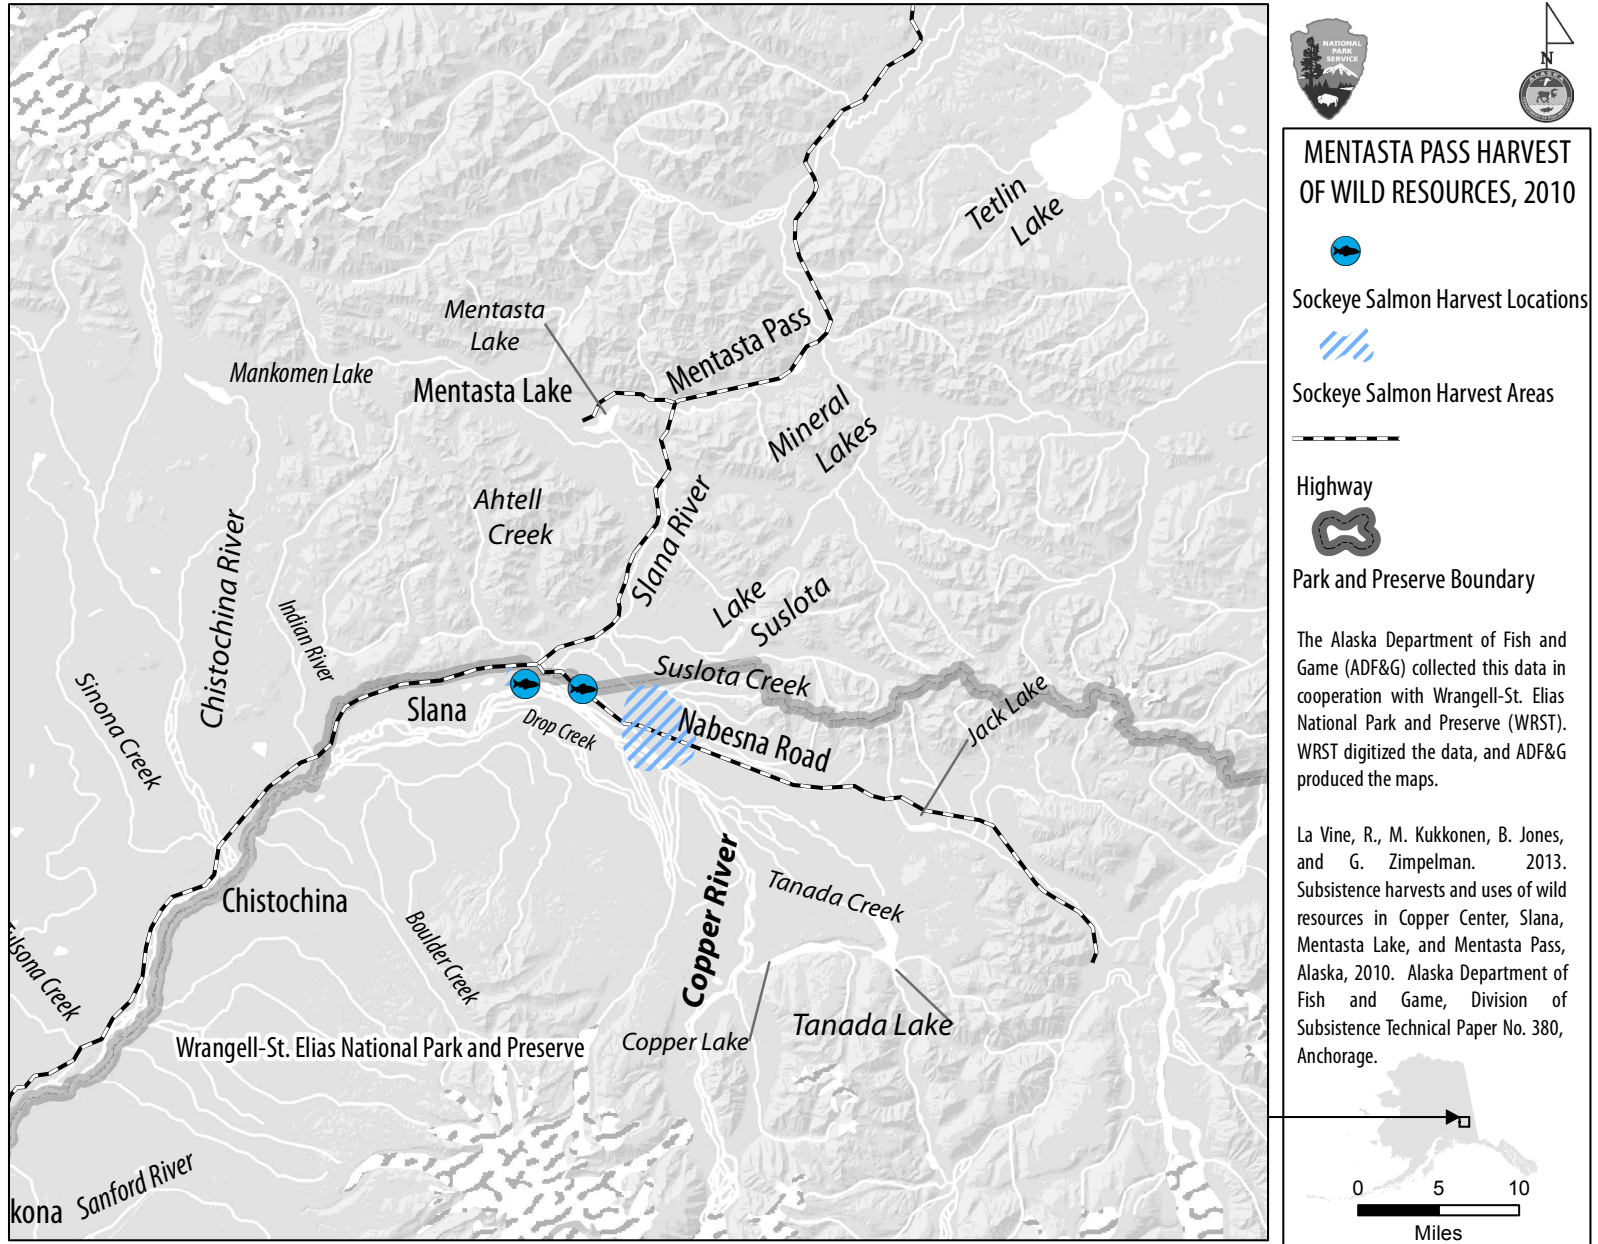 Tetlin
Lake
Mentasta
Lake
Mentasta Pass
Mankomen Lake
Mentasta Lake
Mineral
Lakes
Ahtell
Creek
Slana River
Chistochina River
Indian River
Lake
Suslota
Suslota Creek
Sinona Creek
Slana
Drop Creek
Nabesna Road
Jack Lake
Copper River
Tanada Creek
Chistochina
Boulder Creek
Tulsona Creek
Copper Lake
Tanada Lake
Wrangell-St. Elias National Park and Preserve
Sanford River
kona
NATIONAL
PARK
SERVICE
N
ALASKA
MENTASTA PASS HARVEST
OF WILD RESOURCES, 2010
Sockeye Salmon Harvest Locations
Sockeye Salmon Harvest Areas
Highway
Park and Preserve Boundary
The Alaska Department of Fish and
Game (ADF&G) collected this data in
cooperation with Wrangell-St. Elias
National Park and Preserve (WRST).
WRST digitized the data, and ADF&G
produced the maps.
La Vine, R., M. Kukkonen, B. Jones,
and G. Zimpelman. 2013.
Subsistence harvests and uses of wild
resources in Copper Center, Slana,
Mentasta Lake, and Mentasta Pass,
Alaska, 2010. Alaska Department of
Fish and Game, Division of
Subsistence Technical Paper No. 380,
Anchorage.
0 5 10
Miles